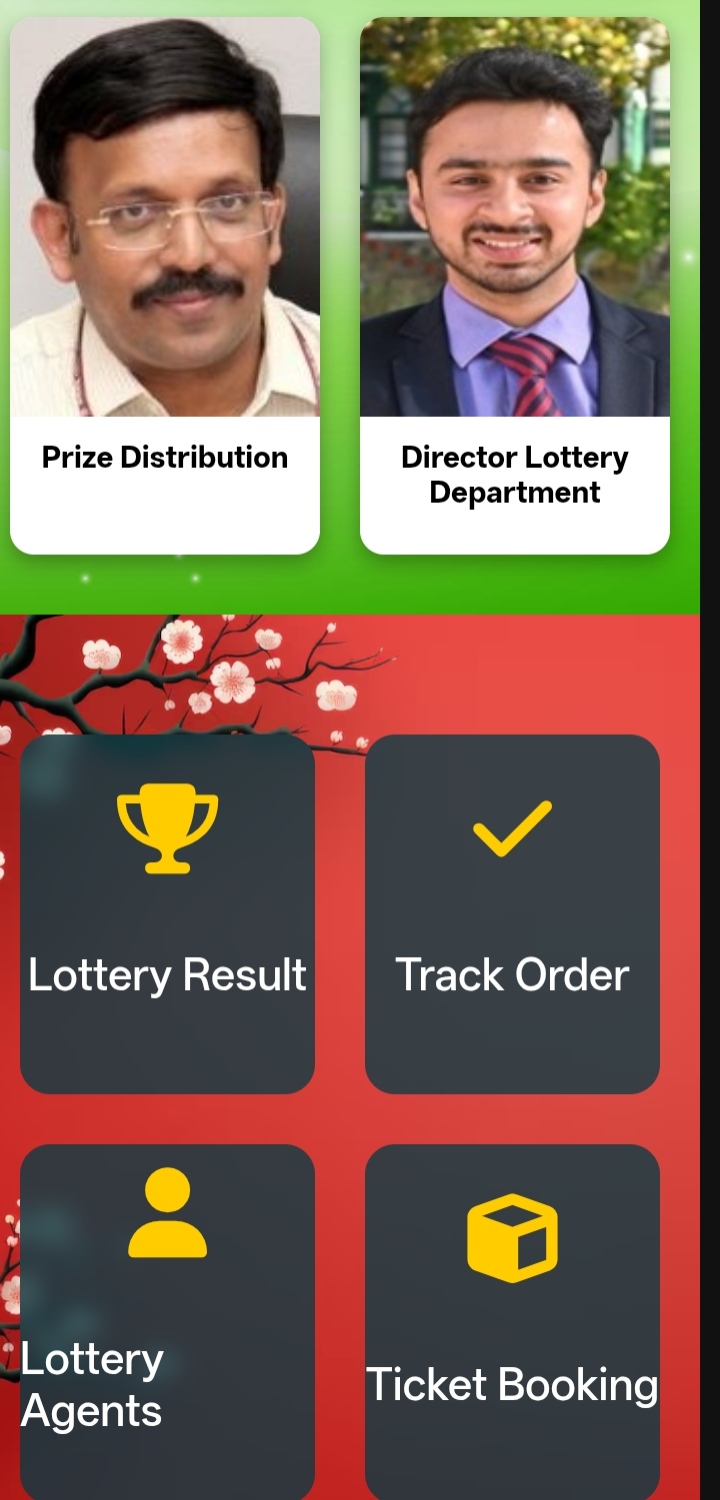 Prize Distribution
Director Lottery
Department
Lottery Result
Track Order
Lottery
Agents
Ticket Booking